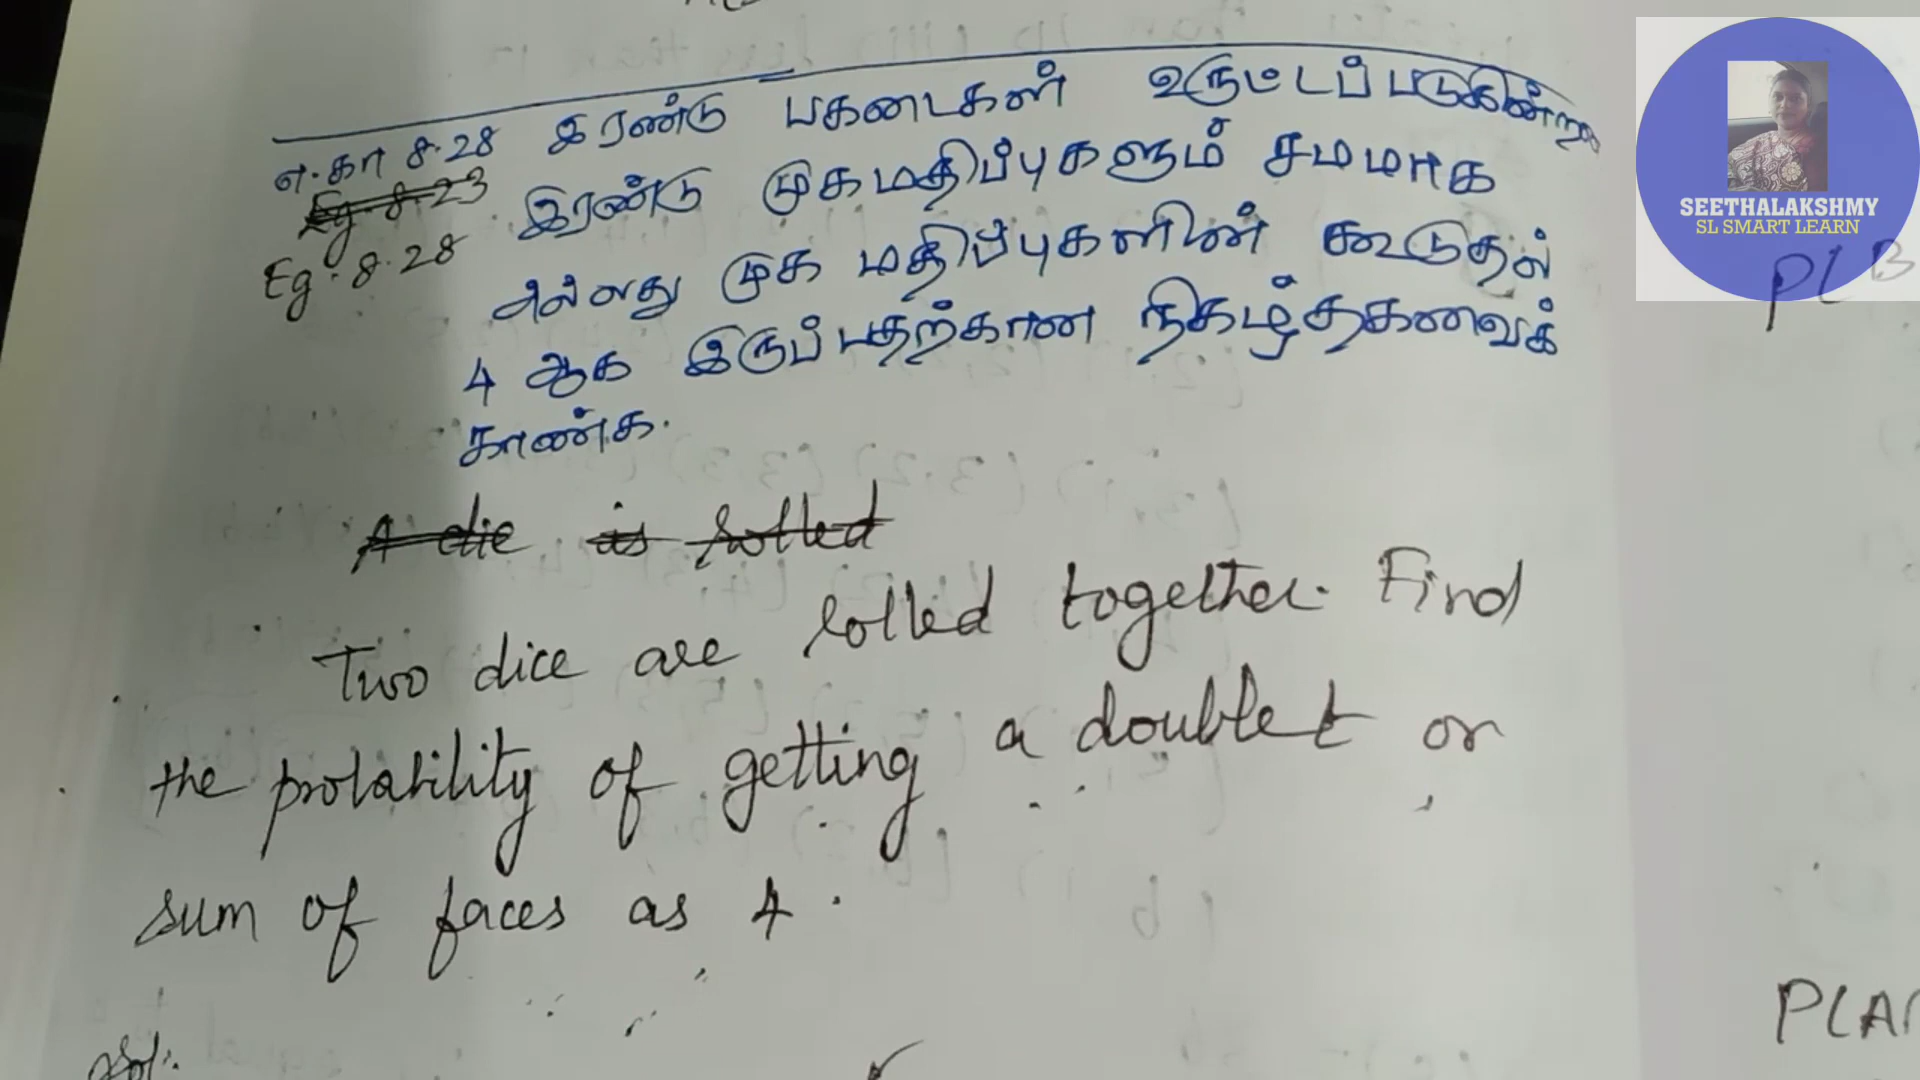 எ.கா 8.28 இரண்டு பகடைகள் உருட்டப்படுகின்றன
Eg. 8.23 இரண்டு முகமதிப்புகளும் சமமாக
Eg: 8.28 அல்லது முக மதிப்புகளின் கூடுதல்
4 ஆக இருப்பதற்கான நிகழ்தகவைக்
காண்க.
A die is rolled
Two dice are rolled together. Find
the probability of getting a doublet or
sum of faces as 4.
Sol:
SEETHALAKSHMY
SL SMART LEARN